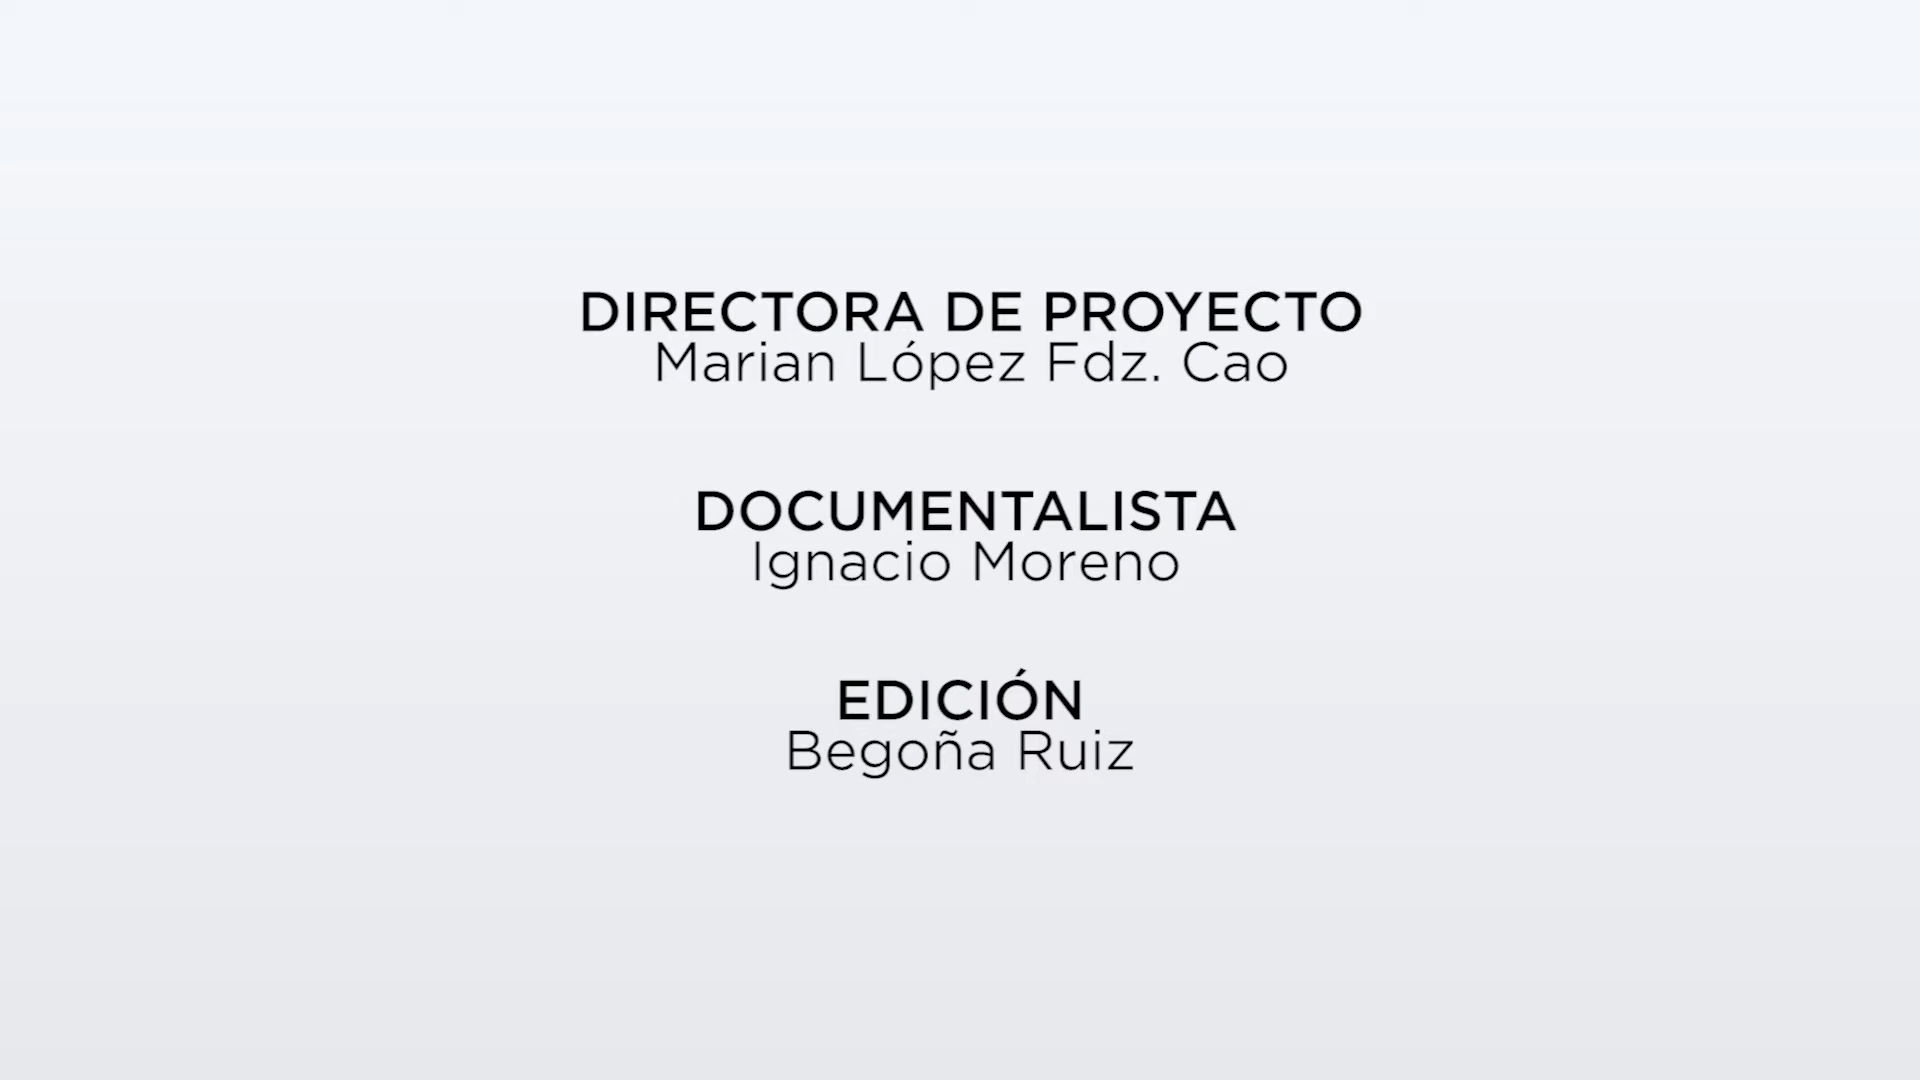 DIRECTORA DE PROYECTO
Marian López Fdz. Cao
DOCUMENTALISTA
Ignacio Moreno
EDICIÓN
Begoña Ruiz